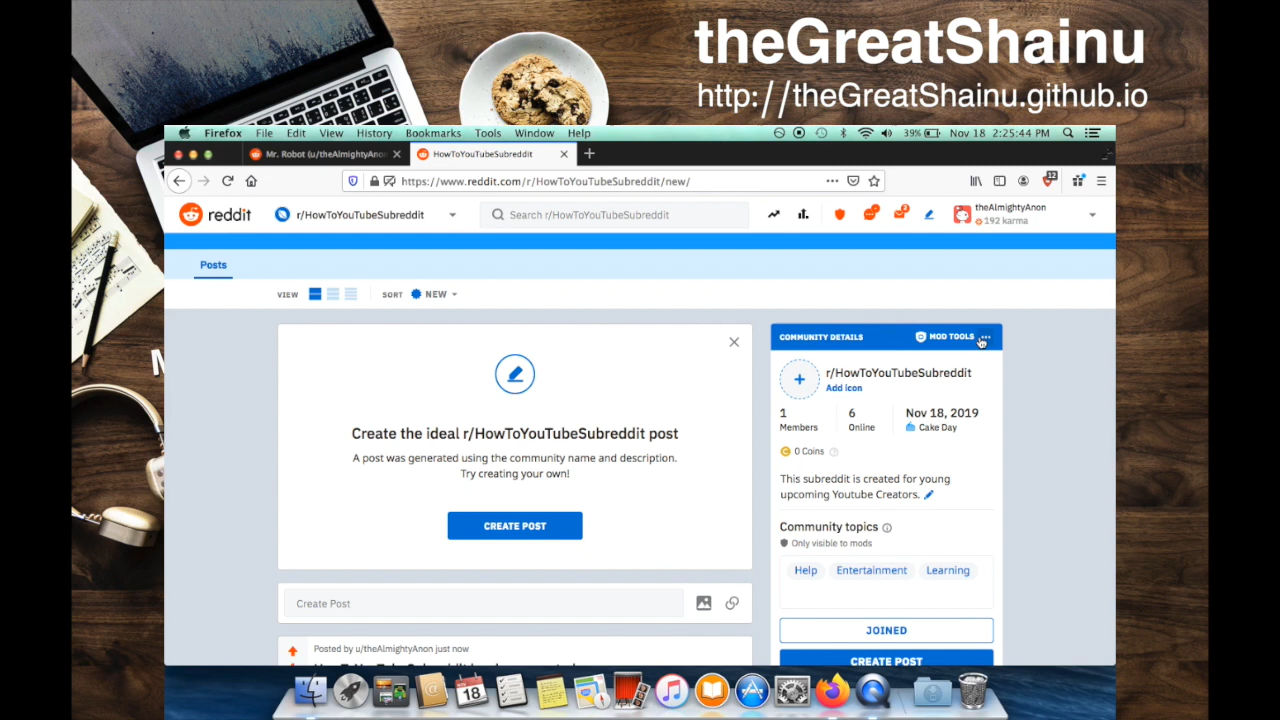 theGreatShainu
http://theGreatShainu.github.io
Firefox File Edit View History Bookmarks Tools Window Help 39% Nov 18 2:25:44 PM
Mr. Robot (u/theAlmightyAnon
HowToYouTubeSubreddit
https://www.reddit.com/r/HowToYouTubeSubreddit/new/
12
reddit r/HowToYouTubeSubreddit
Search r/HowToYouTubeSubreddit
2
theAlmightyAnon
192 karma
Posts
VIEW SORT NEW
Create the ideal r/HowToYouTubeSubreddit post
A post was generated using the community name and description.
Try creating your own!
CREATE POST
Create Post
Posted by u/theAlmightyAnon just now
COMMUNITY DETAILS MOD TOOLS
r/HowToYouTubeSubreddit
Add icon
1 6 Nov 18, 2019
Members Online Cake Day
0 Coins
This subreddit is created for young
upcoming Youtube Creators.
Community topics
Only visible to mods
Help Entertainment Learning
JOINED
CREATE POST
18